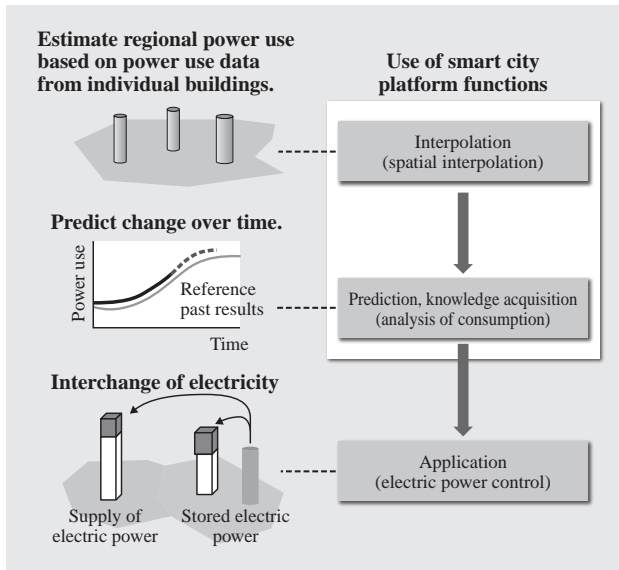 Estimate regional power use
based on power use data
from individual buildings.
Use of smart city
platform functions
Interpolation
(spatial interpolation)
Predict change over time.
Power use
Reference
past results
Time
Prediction, knowledge acquisition
(analysis of consumption)
Interchange of electricity
Supply of
electric power
Stored electric
power
Application
(electric power control)